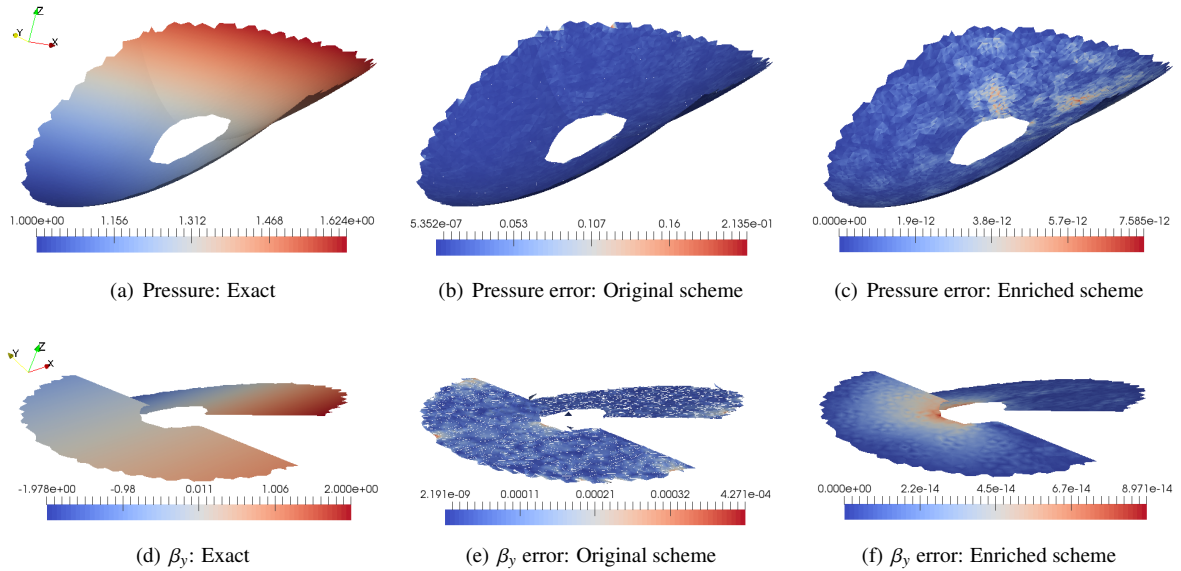 Z
Y
X
1.000e+00 1.156 1.312 1.468 1.624e+00
5.352e-07 0.053 0.107 0.16 2.135e-01
0.000e+00 1.9e-12 3.8e-12 5.7e-12 7.585e-12
(a) Pressure: Exact
(b) Pressure error: Original scheme
(c) Pressure error: Enriched scheme
Y
Z
X
-1.978e+00 -0.98 0.011 1.006 2.000e+00
2.191e-09 0.00011 0.00021 0.00032 4.271e-04
0.000e+00 2.2e-14 4.5e-14 6.7e-14 8.971e-14
(d) βy: Exact
(e) βy error: Original scheme
(f) βy error: Enriched scheme